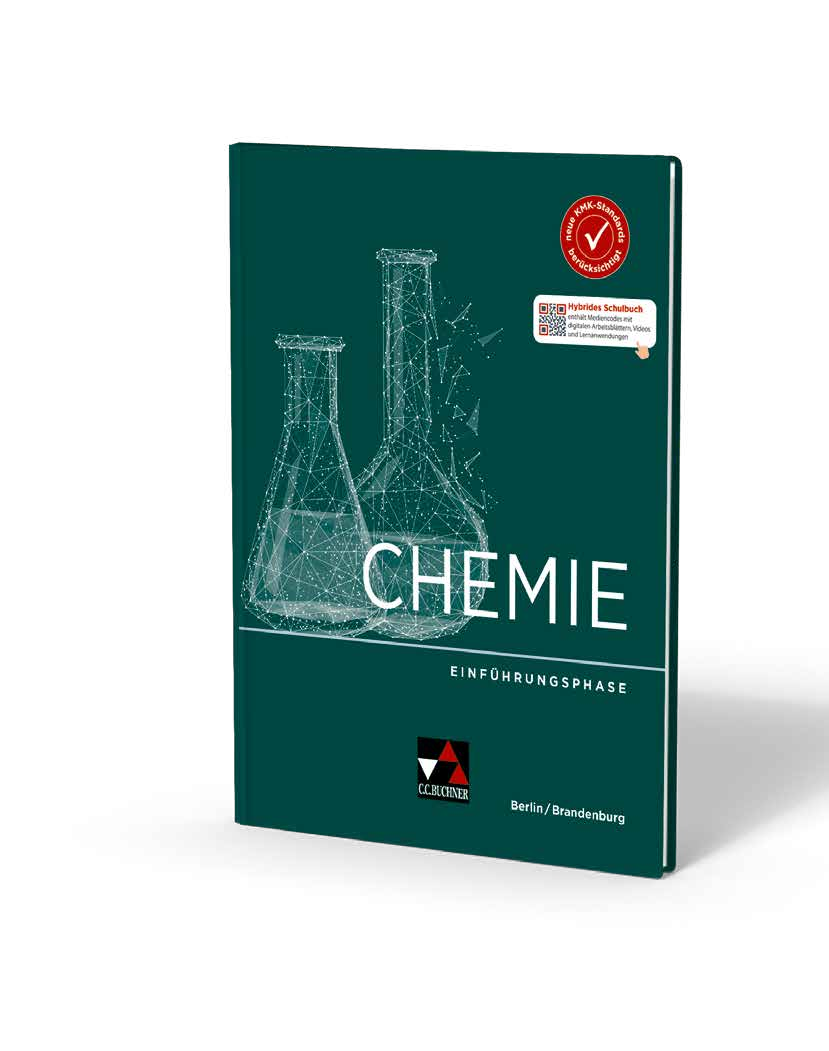 neue KMK-Standards
berücksichtigt
Hybrides Schulbuch
enthält Mediencodes mit
digitalen Arbeitsblättern, Videos
und Lernanwendungen
CHEMIE
EINFÜHRUNGSPHASE
C.C.BUCHNER
Berlin/Brandenburg